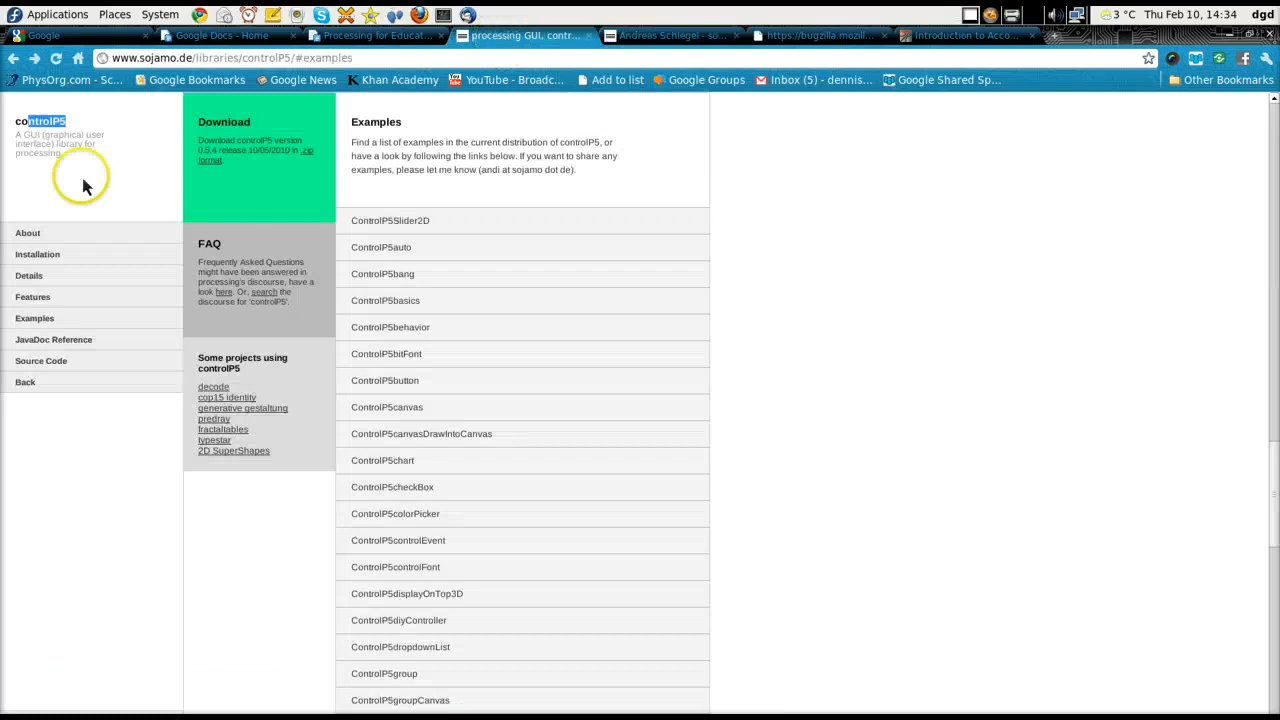 Applications Places System
3 °C Thu Feb 10, 14:34 dgd
Google
Google Docs - Home
Processing for Educat...
processing GUI, contr...
Andreas Schlegel - so...
https://bugzilla.mozill...
Introduction to Acco...
www.sojamo.de/libraries/controlP5/#examples
PhysOrg.com - Sc...
Google Bookmarks
Google News
Khan Academy
YouTube - Broadc...
Add to list
Google Groups
Inbox (5) - dennis...
Google Shared Sp...
Other Bookmarks
controlP5
A GUI (graphical user
interface) library for
processing.
About
Installation
Details
Features
Examples
JavaDoc Reference
Source Code
Back
Download
Download controlP5 version
0.5.4 release 10/05/2010 in .zip
format.
FAQ
Frequently Asked Questions
might have been answered in
processing's discourse, have a
look here. Or, search the
discourse for 'controlP5'.
Some projects using
controlP5
decode
cop15 identity
generative gestaltung
predray
fractaltables
typestar
2D SuperShapes
Examples
Find a list of examples in the current distribution of controlP5, or
have a look by following the links below. If you want to share any
examples, please let me know (andi at sojamo dot de).
ControlP5Slider2D
ControlP5auto
ControlP5bang
ControlP5basics
ControlP5behavior
ControlP5bitFont
ControlP5button
ControlP5canvas
ControlP5canvasDrawIntoCanvas
ControlP5chart
ControlP5checkBox
ControlP5colorPicker
ControlP5controlEvent
ControlP5controlFont
ControlP5displayOnTop3D
ControlP5diyController
ControlP5dropdownList
ControlP5group
ControlP5groupCanvas